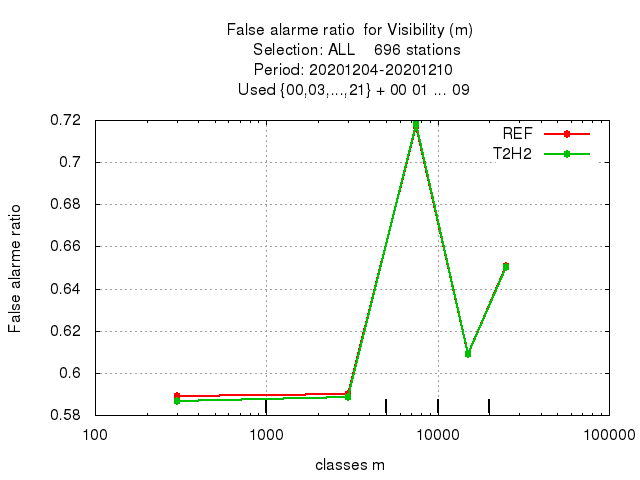 False alarme ratio  for Visibility (m)
Selection: ALL    696 stations
Period: 20201204-20201210
Used {00,03,...,21} + 00 01 ... 09
REF
T2H2
0.72
0.7
0.68
0.66
0.64
0.62
0.6
0.58
False alarme ratio
100
1000
10000
100000
classes m